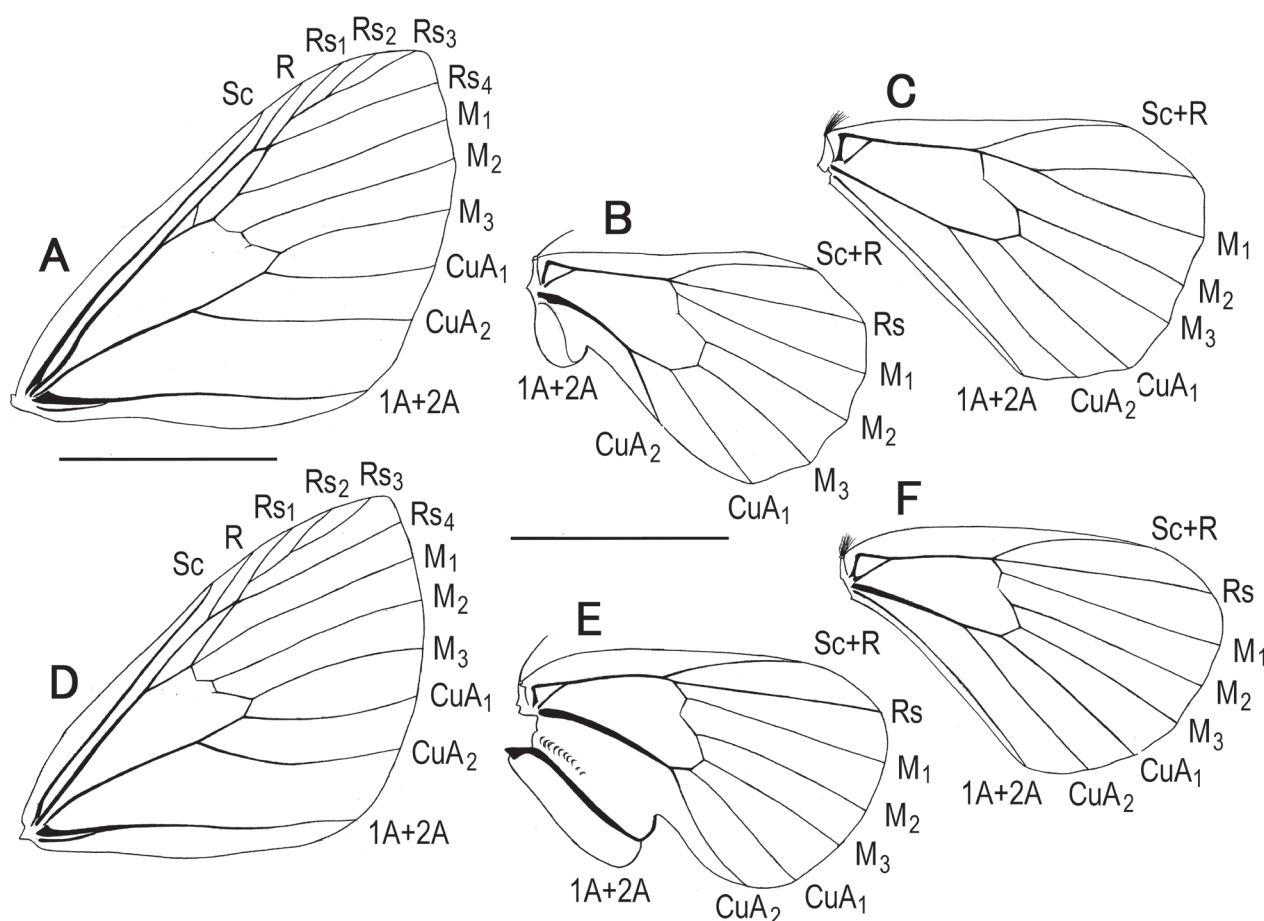 A
Sc
R
Rs1
Rs2
Rs3
Rs4
M1
M2
M3
CuA1
CuA2
1A+2A
B
Sc+R
Rs
M1
M2
M3
CuA1
CuA2
1A+2A
C
Sc+R
M1
M2
M3
CuA1
CuA2
1A+2A
D
Sc
R
Rs1
Rs2
Rs3
Rs4
M1
M2
M3
CuA1
CuA2
1A+2A
E
Sc+R
Rs
M1
M2
M3
CuA1
CuA2
1A+2A
F
Sc+R
Rs
M1
M2
M3
CuA1
CuA2
1A+2A